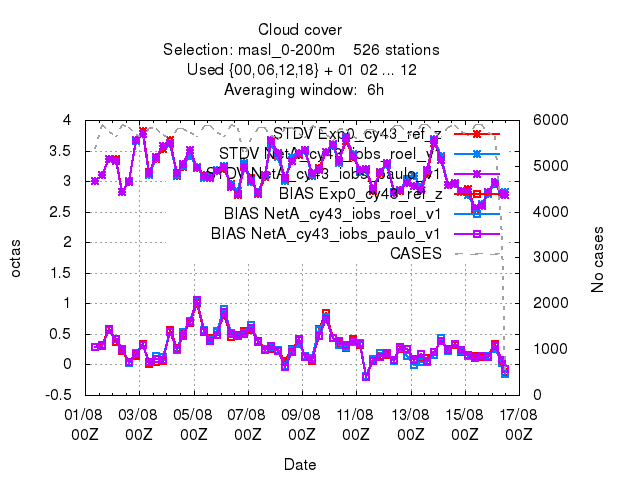 Cloud cover
Selection: masl_0-200m    526 stations
Used {00,06,12,18} + 01 02 ... 12
Averaging window:  6h
4
3.5
3
2.5
2
1.5
1
0.5
0
-0.5
octas
6000
5000
4000
3000
2000
1000
0
No cases
STDV Exp0_cy43_ref_z
STDV NetA_cy43_iobs_roel_v1
STDV NetA_cy43_iobs_paulo_v1
BIAS Exp0_cy43_ref_z
BIAS NetA_cy43_iobs_roel_v1
BIAS NetA_cy43_iobs_paulo_v1
CASES
01/08 03/08 05/08 07/08 09/08 11/08 13/08 15/08 17/08
00Z 00Z 00Z 00Z 00Z 00Z 00Z 00Z 00Z
Date